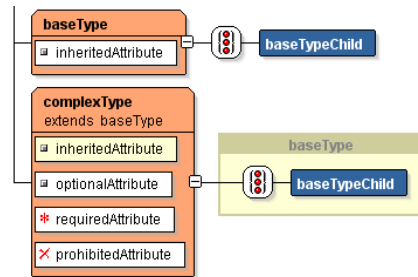 baseType
inheritedAttribute
baseTypeChild
complexType
extends baseType
inheritedAttribute
optionalAttribute
requiredAttribute
prohibitedAttribute
baseType
baseTypeChild